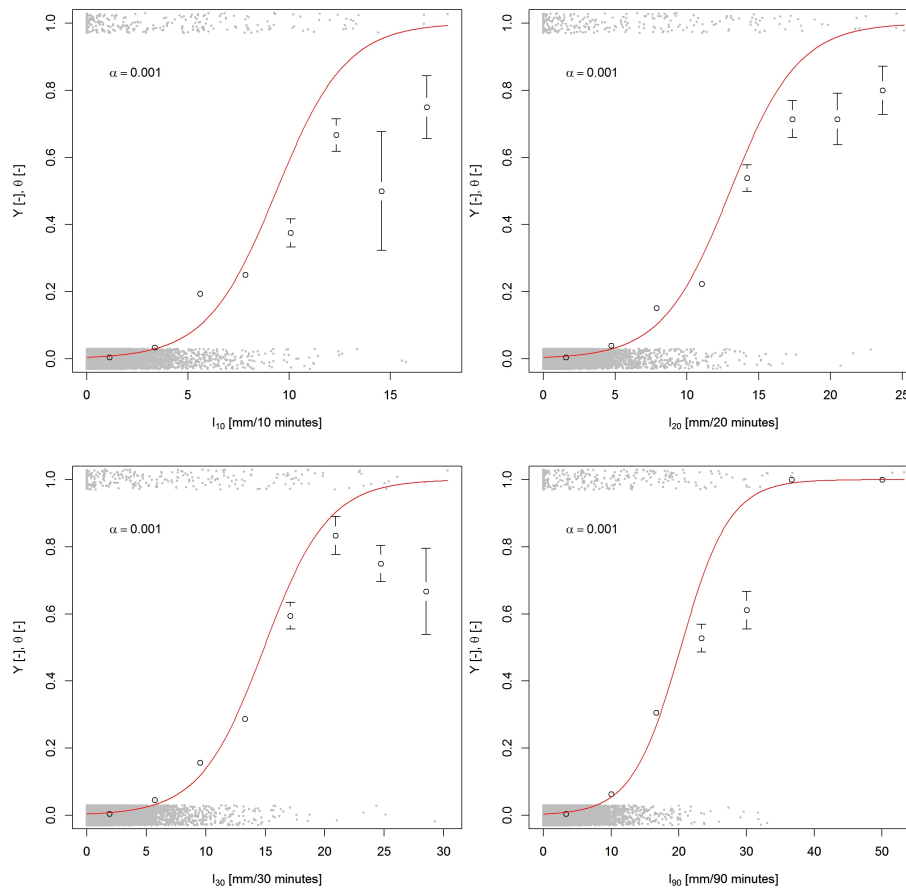 1.0
0.8
0.6
0.4
0.2
0.0
Y [-], θ [-]
α = 0.001
0 5 10 15
I₁₀ [mm/10 minutes]
1.0
0.8
0.6
0.4
0.2
0.0
Y [-], θ [-]
α = 0.001
0 5 10 15 20 25
I₂₀ [mm/20 minutes]
1.0
0.8
0.6
0.4
0.2
0.0
Y [-], θ [-]
α = 0.001
0 5 10 15 20 25 30
I₃₀ [mm/30 minutes]
1.0
0.8
0.6
0.4
0.2
0.0
Y [-], θ [-]
α = 0.001
0 10 20 30 40 50
I₉₀ [mm/90 minutes]